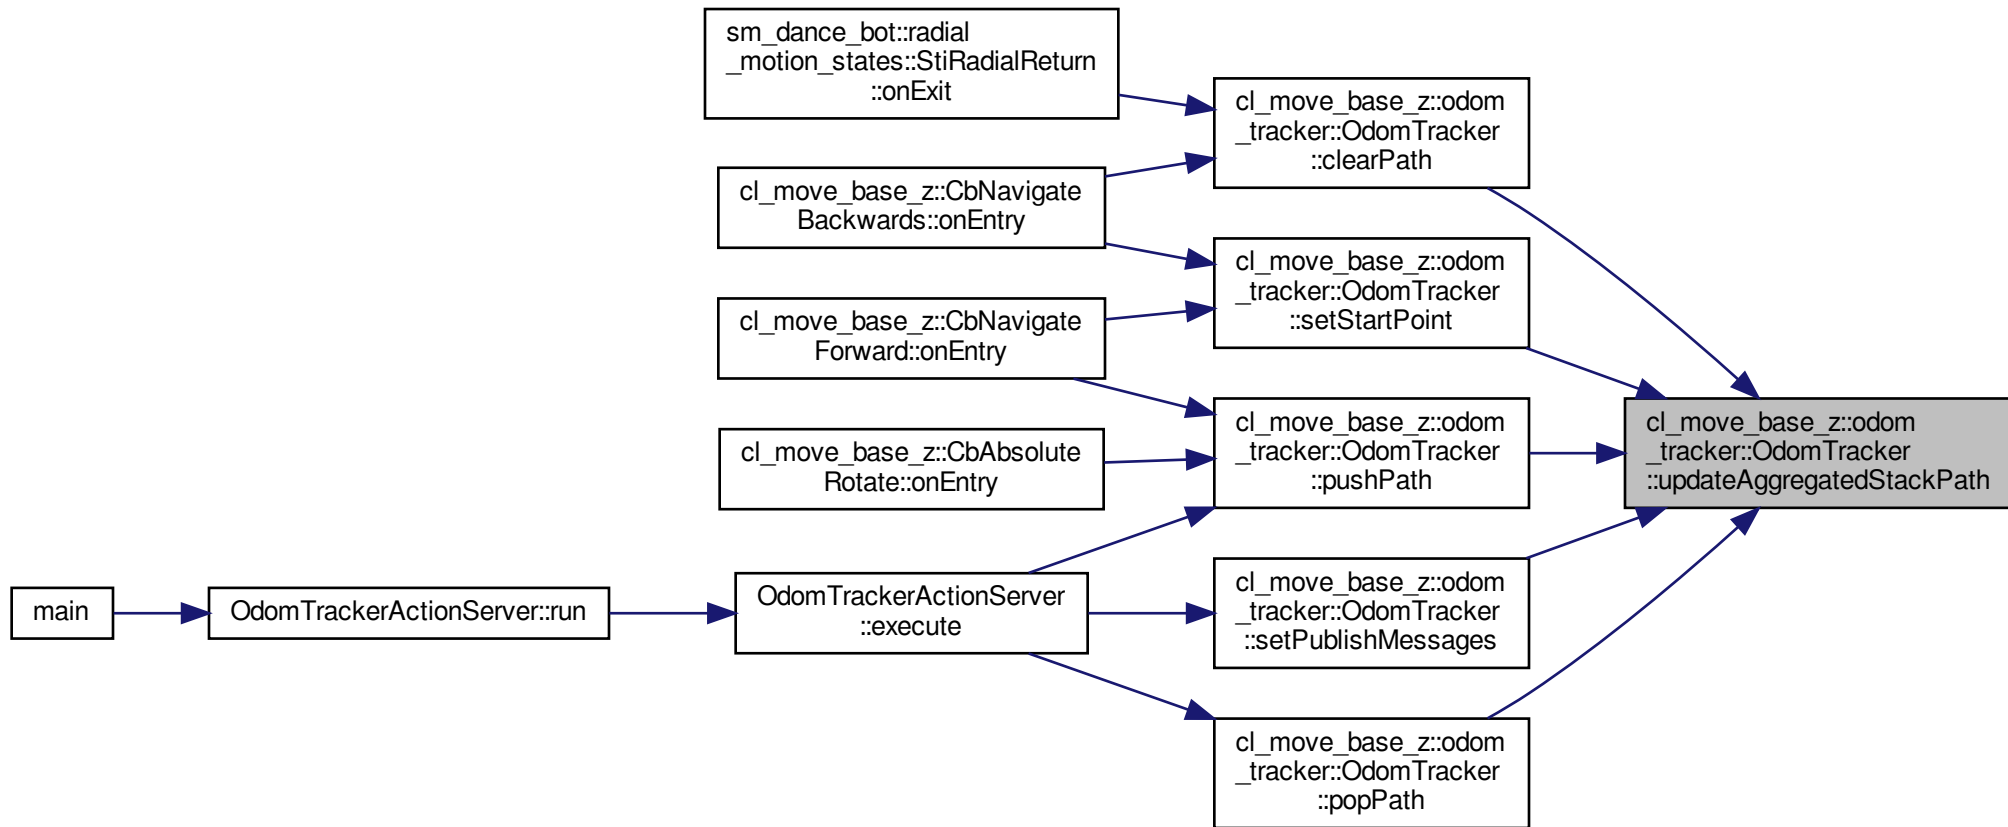 sm_dance_bot::radial
_motion_states::StiRadialReturn
::onExit
cl_move_base_z::CbNavigate
Backwards::onEntry
cl_move_base_z::CbNavigate
Forward::onEntry
cl_move_base_z::CbAbsolute
Rotate::onEntry
main
OdomTrackerActionServer::run
OdomTrackerActionServer
::execute
cl_move_base_z::odom
_tracker::OdomTracker
::clearPath
cl_move_base_z::odom
_tracker::OdomTracker
::setStartPoint
cl_move_base_z::odom
_tracker::OdomTracker
::pushPath
cl_move_base_z::odom
_tracker::OdomTracker
::setPublishMessages
cl_move_base_z::odom
_tracker::OdomTracker
::popPath
cl_move_base_z::odom
_tracker::OdomTracker
::updateAggregatedStackPath